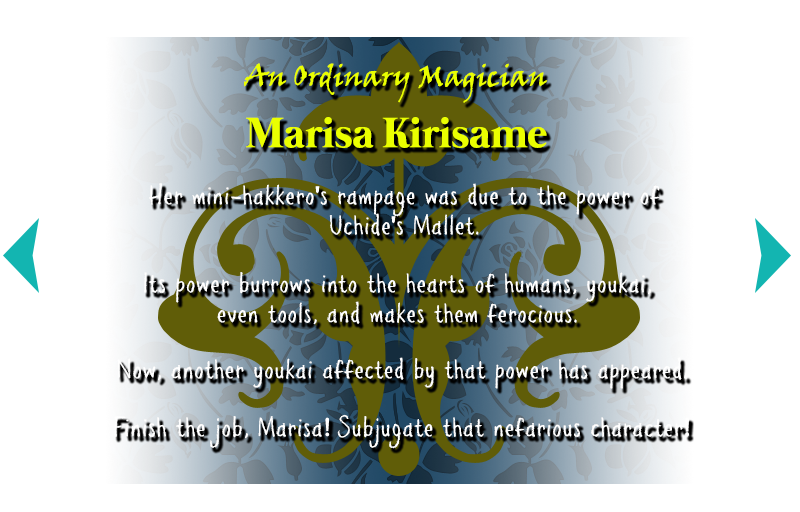 An Ordinary Magician
Marisa Kirisame
Her mini-hakkero's rampage was due to the power of
Uchide's Mallet.
Its power burrows into the hearts of humans, youkai,
even tools, and makes them ferocious.
Now, another youkai affected by that power has appeared.
Finish the job, Marisa! Subjugate that nefarious character!